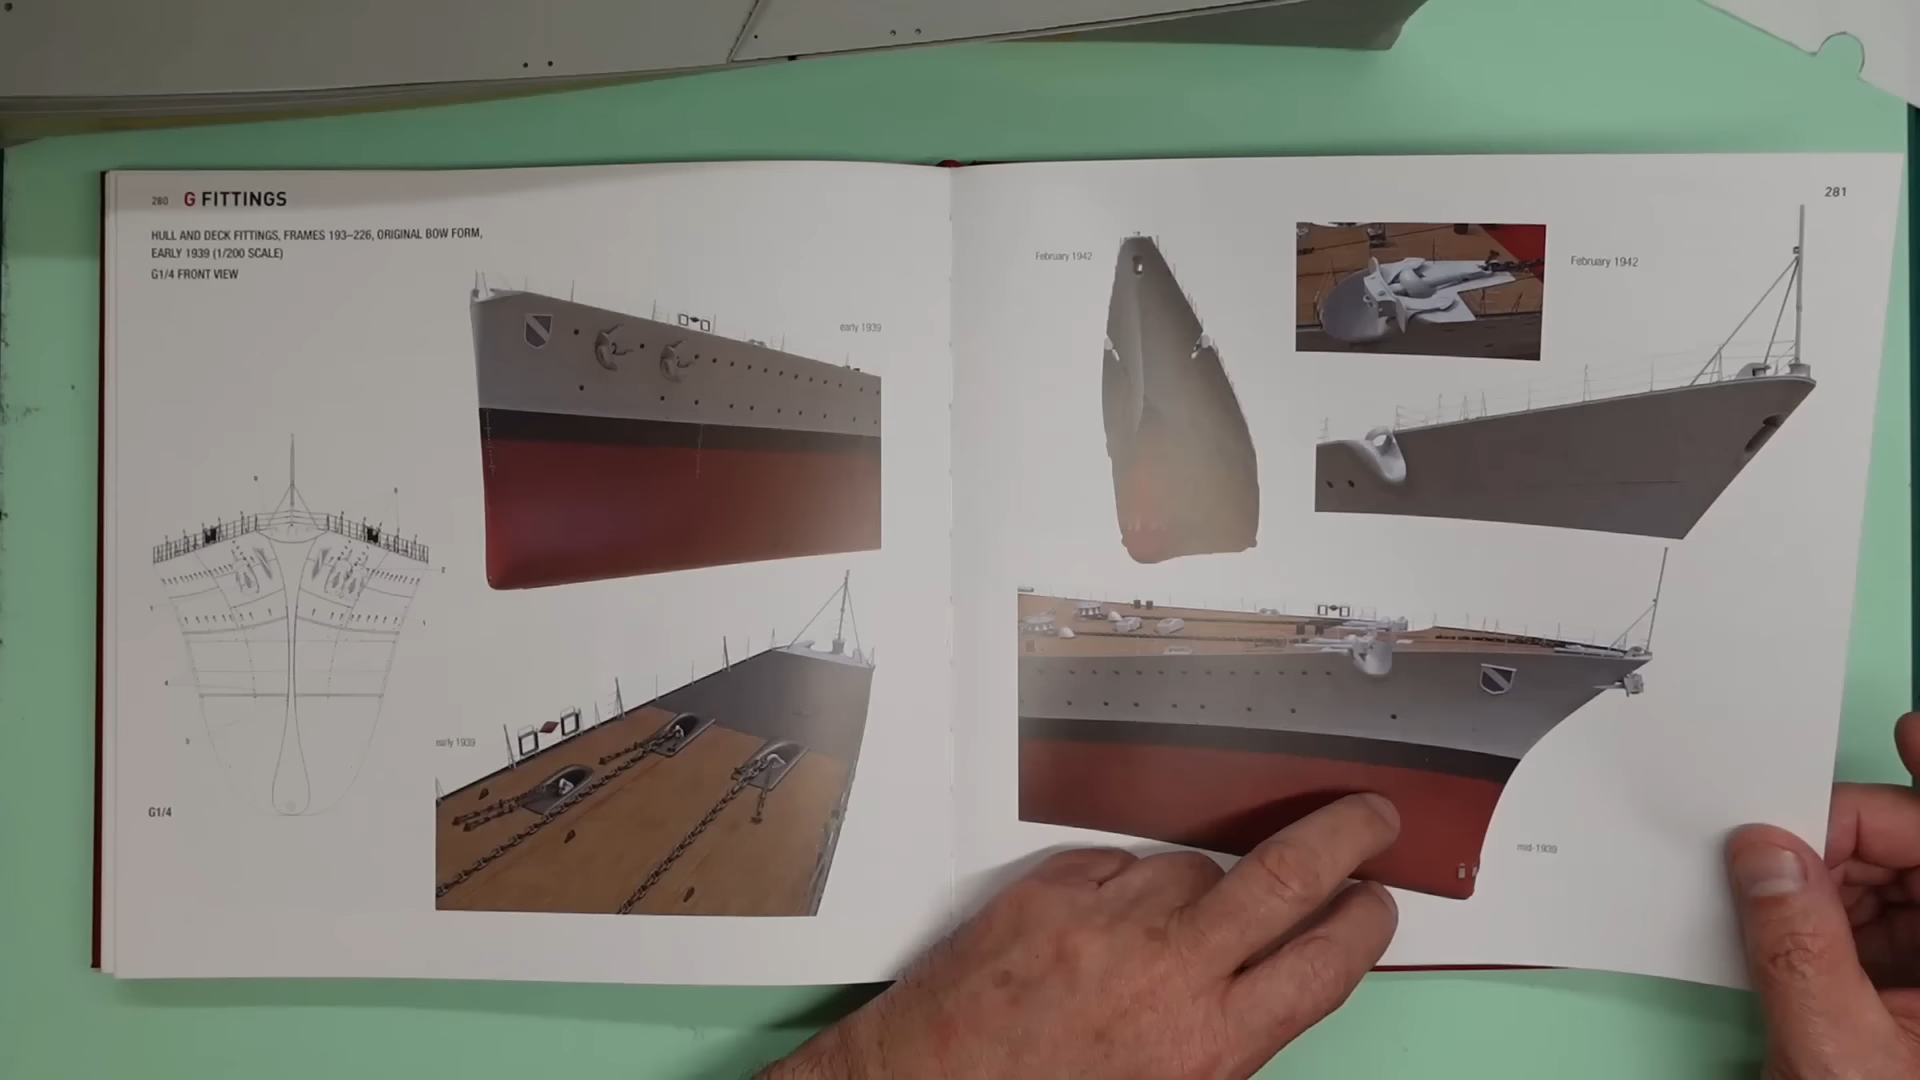 280 G FITTINGS
HULL AND DECK FITTINGS, FRAMES 193–226, ORIGINAL BOW FORM,
EARLY 1939 (1/200 SCALE)
G1/4 FRONT VIEW
early 1939
early 1939
G1/4
281
February 1942
February 1942
mid-1939